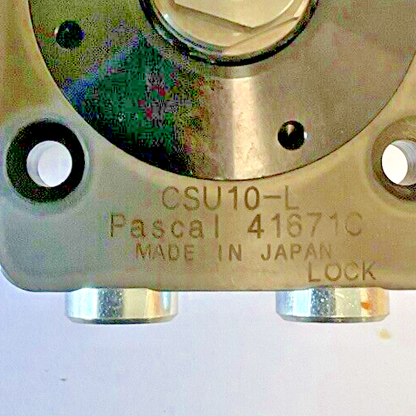 CSU10-L
Pascal 41671C
MADE IN JAPAN
LOCK